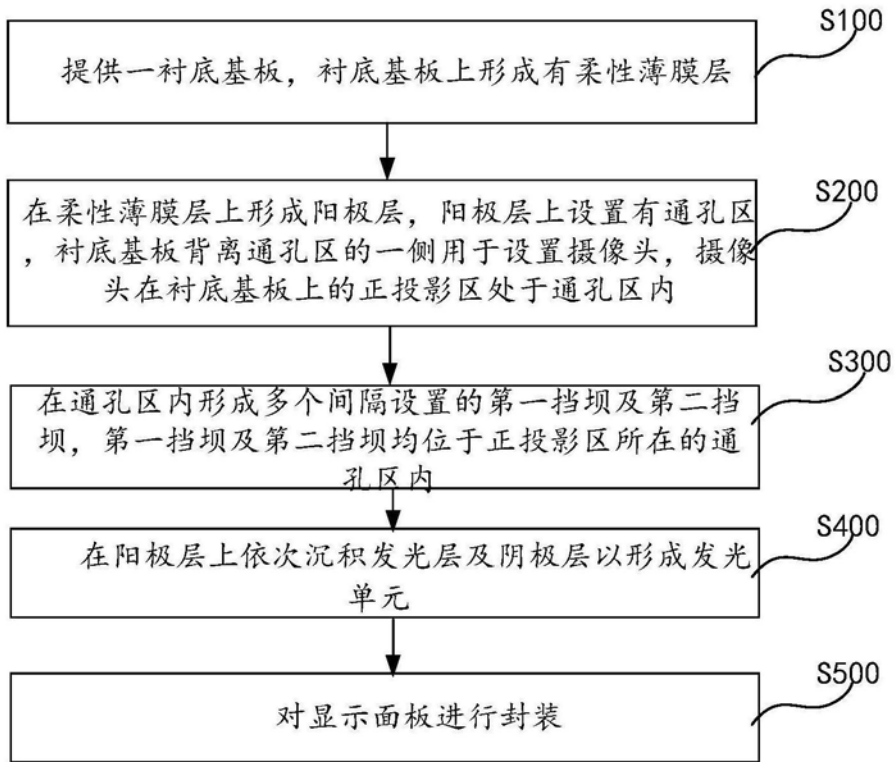 S100
提供一衬底基板，衬底基板上形成有柔性薄膜层
S200
在柔性薄膜层上形成阳极层，阳极层上设置有通孔区
，衬底基板背离通孔区的一侧用于设置摄像头，摄像
头在衬底基板上的正投影区处于通孔区内
S300
在通孔区内形成多个间隔设置的第一挡坝及第二挡
坝，第一挡坝及第二挡坝均位于正投影区所在的通
孔区内
S400
在阳极层上依次沉积发光层及阴极层以形成发光
单元
S500
对显示面板进行封装